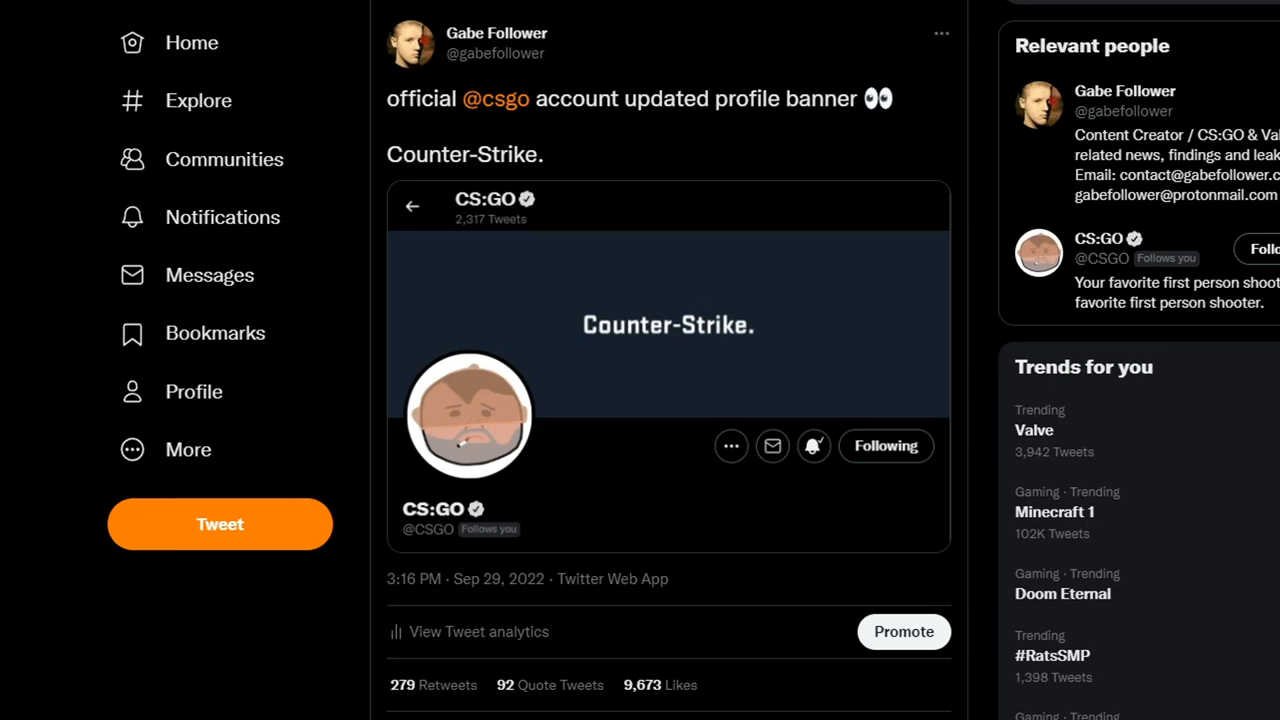 Home
Explore
Communities
Notifications
Messages
Bookmarks
Profile
More
Tweet
Gabe Follower
@gabefollower
official @csgo account updated profile banner 👀
Counter-Strike.
CS:GO
2,317 Tweets
Counter-Strike.
Following
CS:GO
@CSGO Follows you
3:16 PM · Sep 29, 2022 · Twitter Web App
View Tweet analytics
Promote
279 Retweets 92 Quote Tweets 9,673 Likes
Relevant people
Gabe Follower
@gabefollower
Content Creator / CS:GO & Val
related news, findings and leak
Email: contact@gabefollower.c
gabefollower@protonmail.com
CS:GO
@CSGO Follows you
Follo
Your favorite first person shoot
favorite first person shooter.
Trends for you
Trending
Valve
3,942 Tweets
Gaming · Trending
Minecraft 1
102K Tweets
Gaming · Trending
Doom Eternal
Trending
#RatsSMP
1,398 Tweets
Gaming · Trending